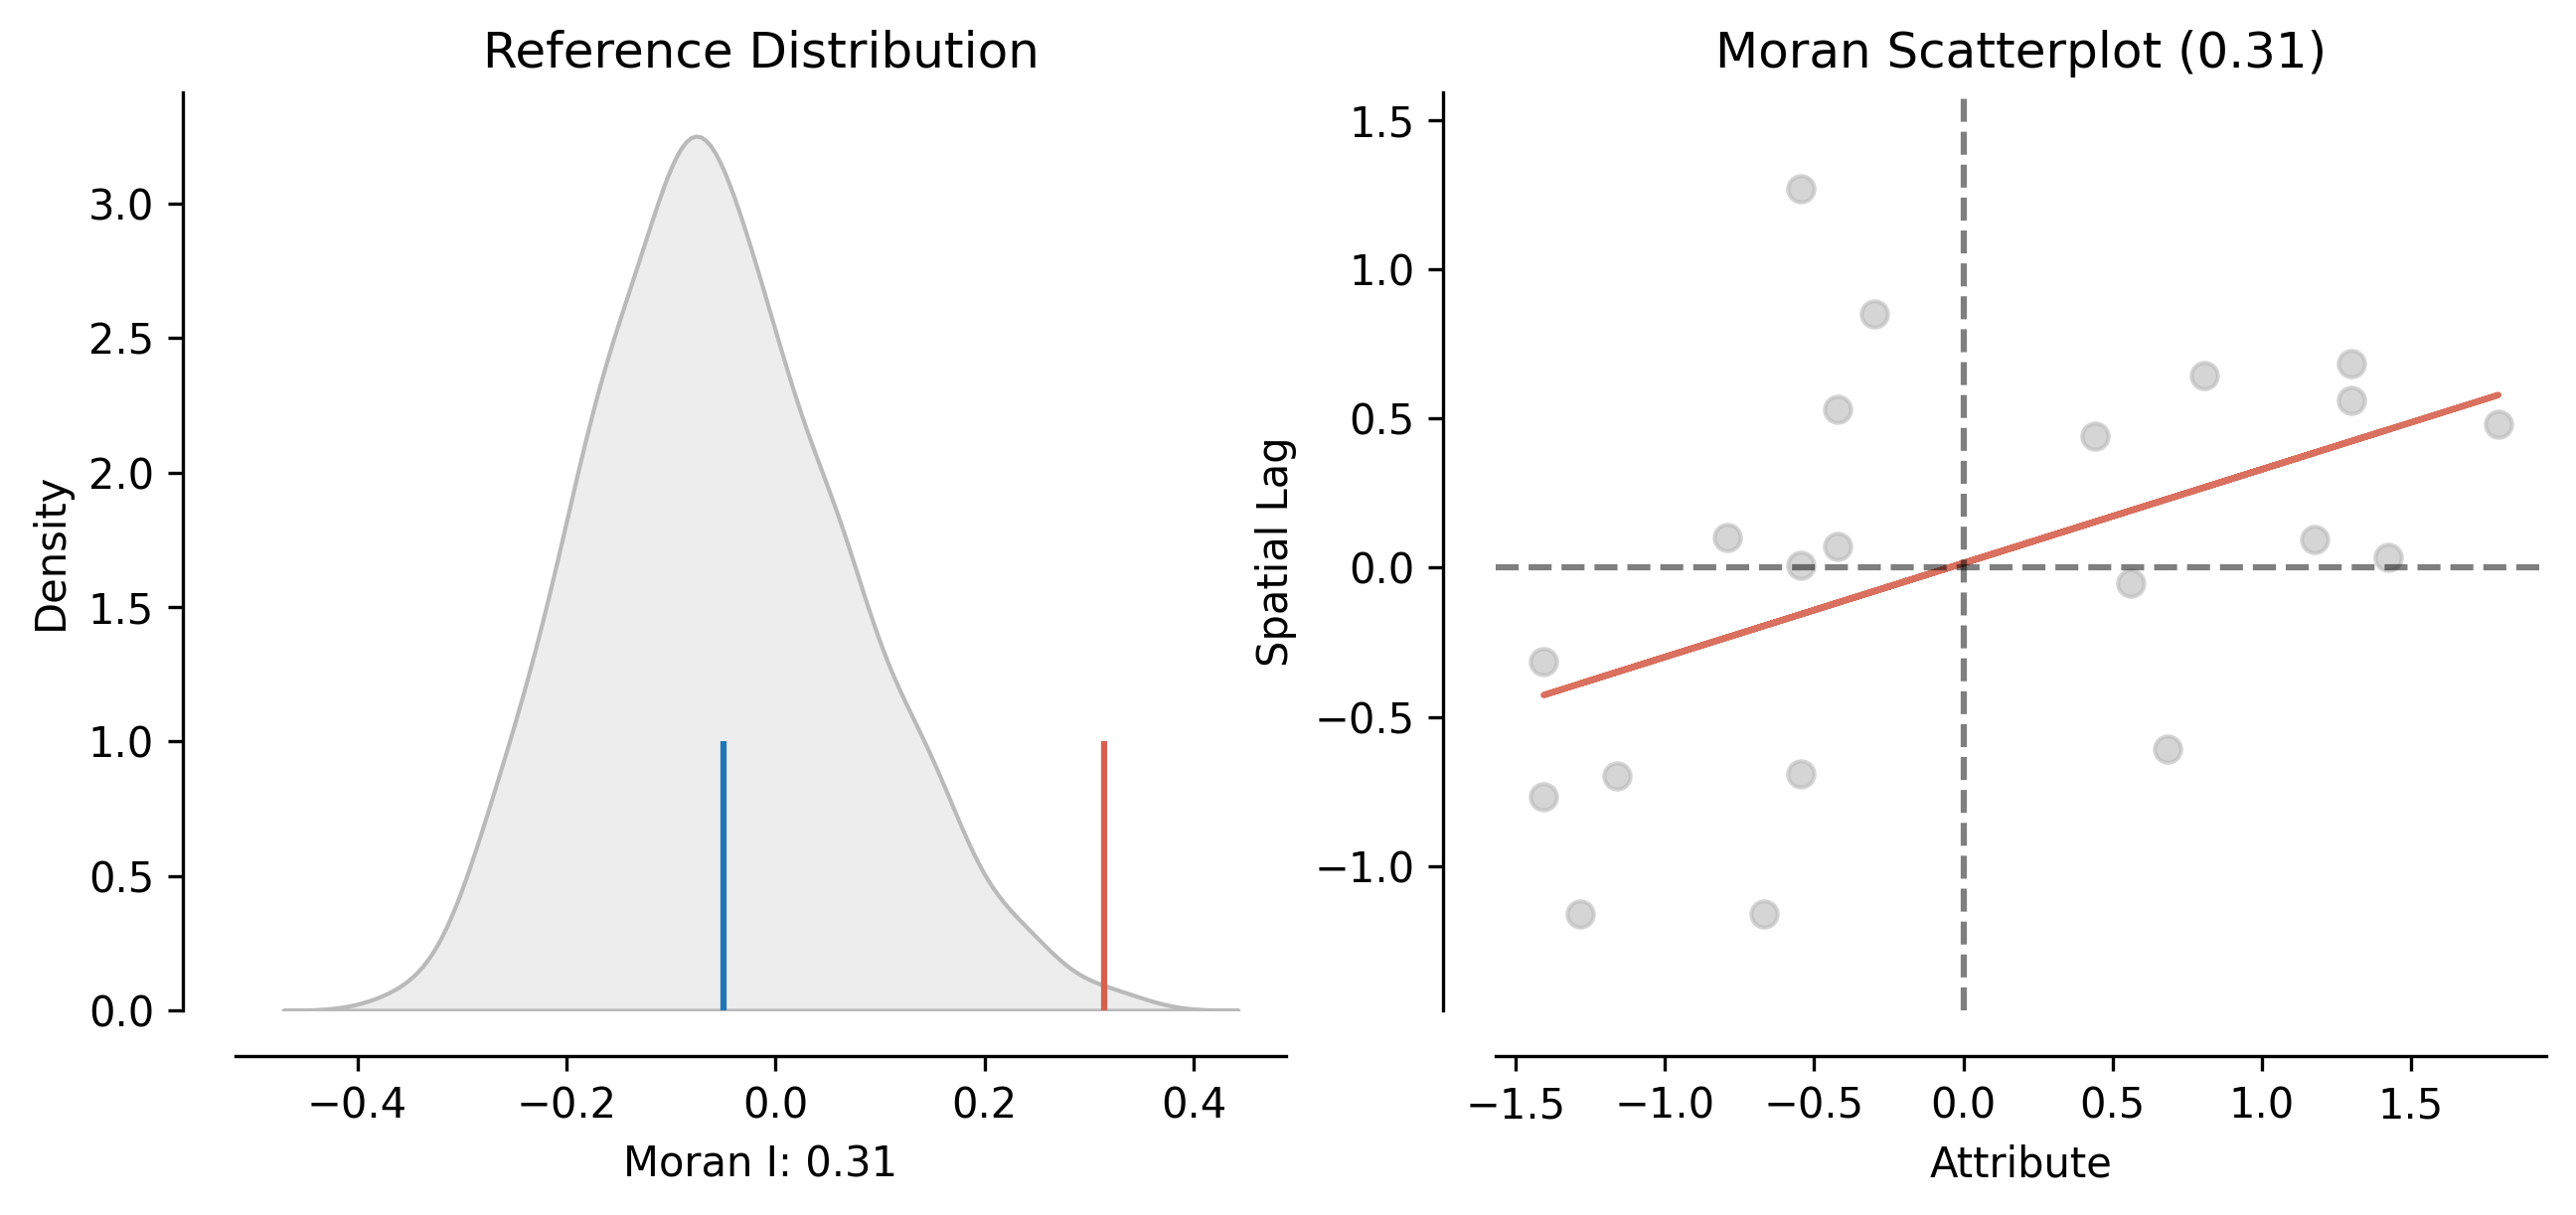 Reference Distribution
Density
3.0
2.5
2.0
1.5
1.0
0.5
0.0
−0.4 −0.2 0.0 0.2 0.4
Moran I: 0.31
Moran Scatterplot (0.31)
Spatial Lag
1.5
1.0
0.5
0.0
−0.5
−1.0
−1.5 −1.0 −0.5 0.0 0.5 1.0 1.5
Attribute